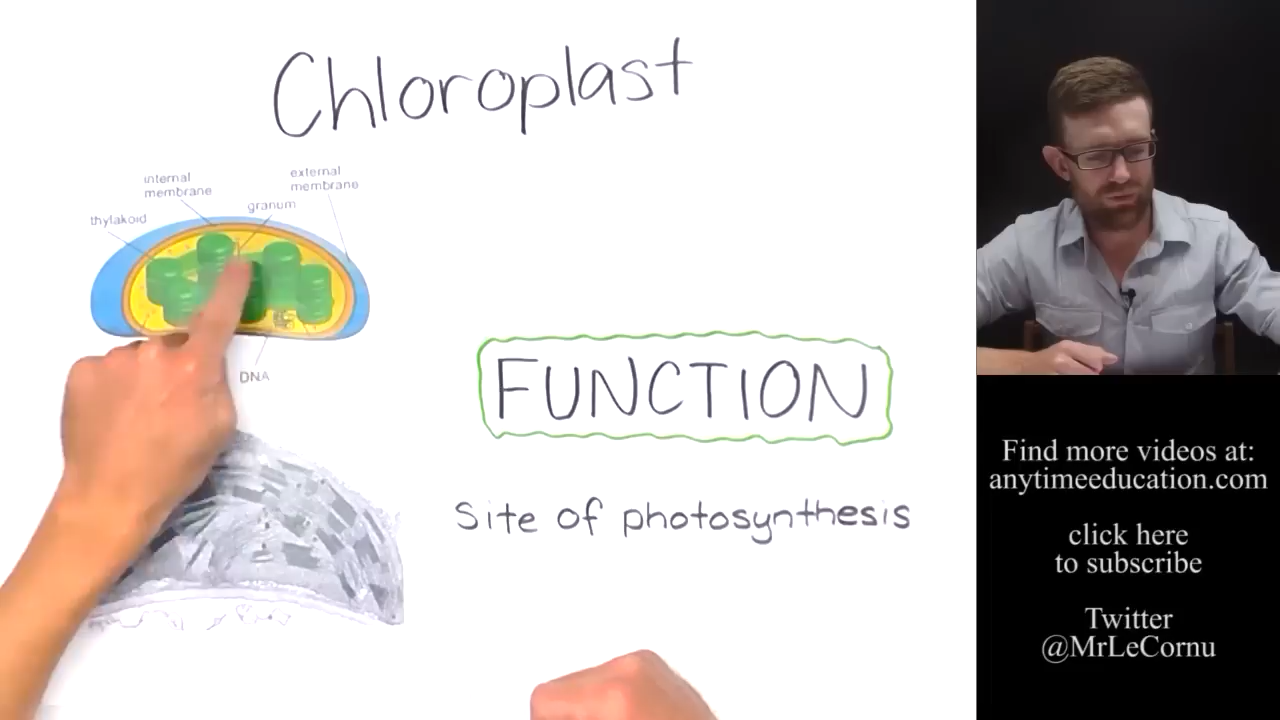 Chloroplast
internal
membrane
external
membrane
granum
thylakoid
DNA
FUNCTION
Site of photosynthesis
Find more videos at:
anytimeeducation.com
click here
to subscribe
Twitter
@MrLeCornu